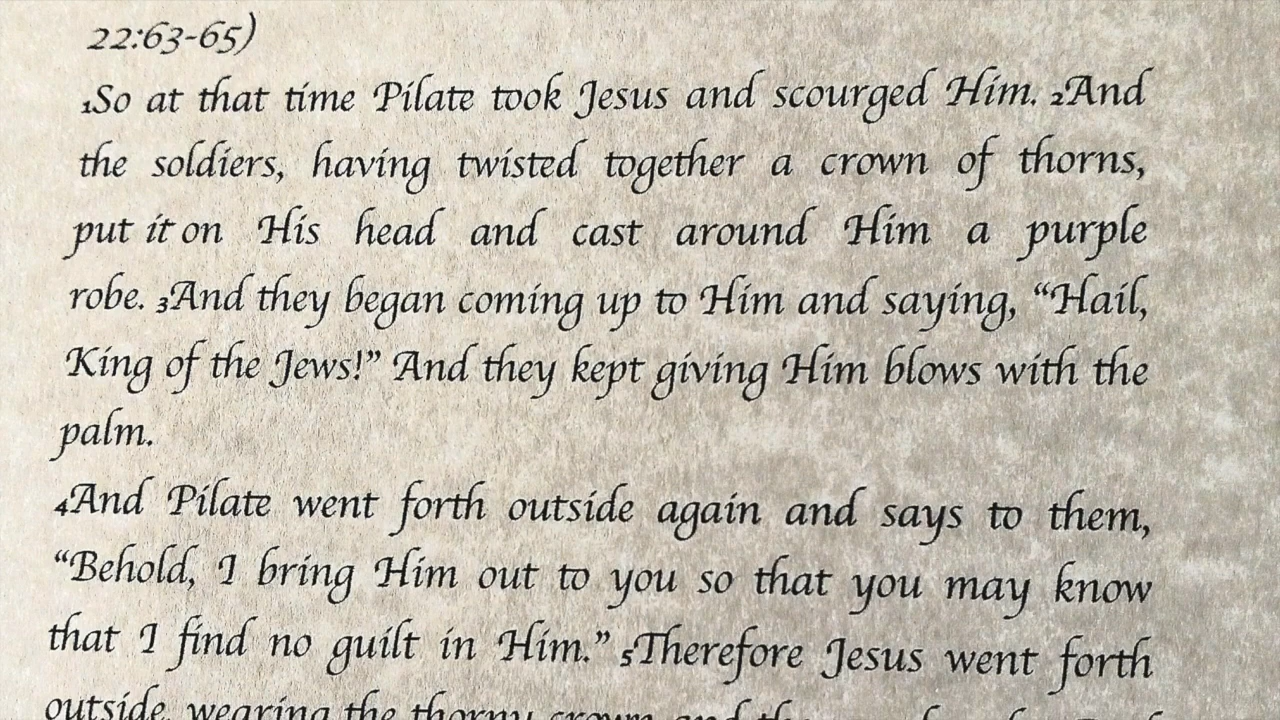 22:63-65)
1So at that time Pilate took Jesus and scourged Him. 2And
the soldiers, having twisted together a crown of thorns,
put it on His head and cast around Him a purple
robe. 3And they began coming up to Him and saying, “Hail,
King of the Jews!” And they kept giving Him blows with the
palm.
4And Pilate went forth outside again and says to them,
“Behold, I bring Him out to you so that you may know
that I find no guilt in Him.” 5Therefore Jesus went forth
outside, wearing the thorny crown and the